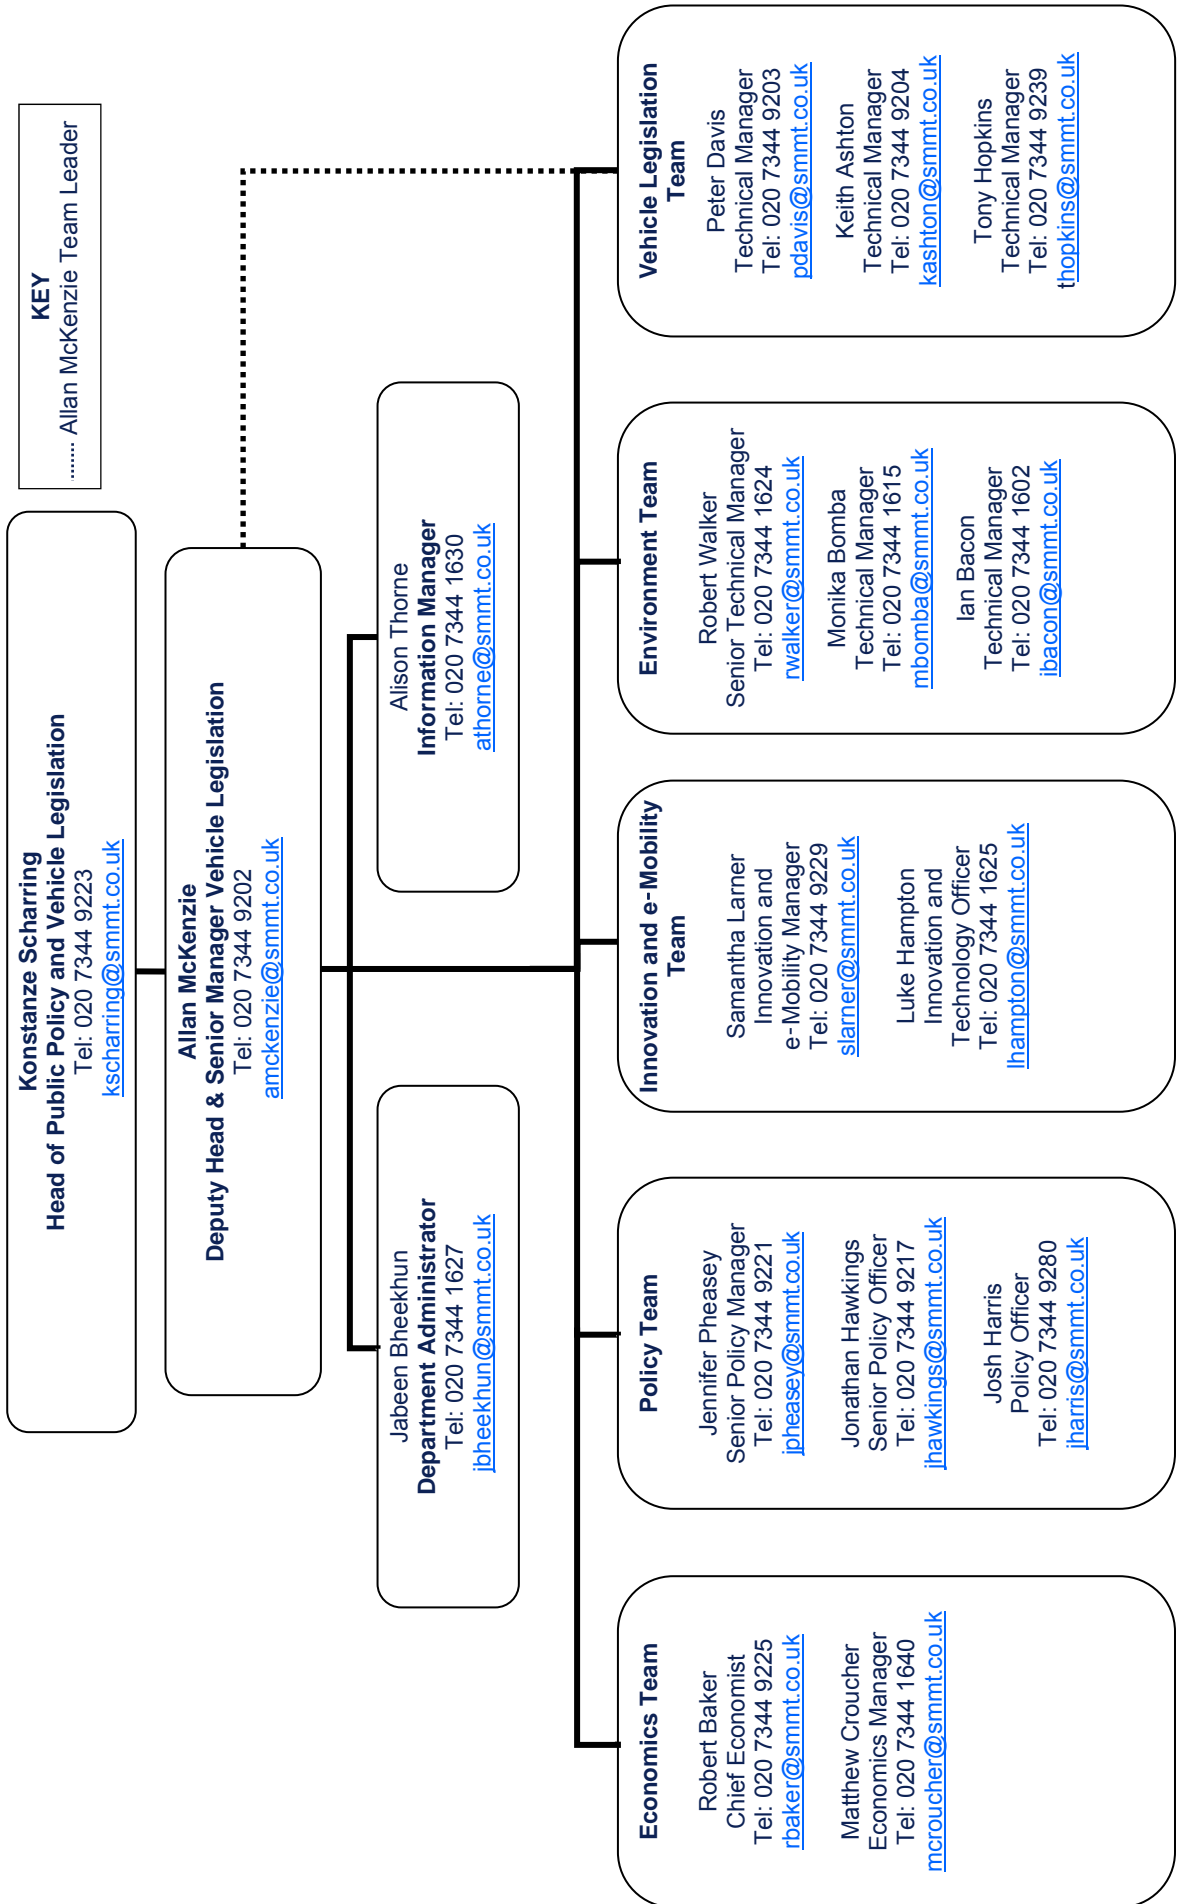 Konstanze Scharring
Head of Public Policy and Vehicle Legislation
Tel: 020 7344 9223
kscharring@smmt.co.uk
KEY
........ Allan McKenzie Team Leader
Allan McKenzie
Deputy Head & Senior Manager Vehicle Legislation
Tel: 020 7344 9202
amckenzie@smmt.co.uk
Jabeen Bheekhun
Department Administrator
Tel: 020 7344 1627
jbheekhun@smmt.co.uk
Alison Thorne
Information Manager
Tel: 020 7344 1630
athorne@smmt.co.uk
Economics Team
Robert Baker
Chief Economist
Tel: 020 7344 9225
rbaker@smmt.co.uk
Matthew Croucher
Economics Manager
Tel: 020 7344 1640
mcroucher@smmt.co.uk
Policy Team
Jennifer Pheasey
Senior Policy Manager
Tel: 020 7344 9221
jpheasey@smmt.co.uk
Jonathan Hawkings
Senior Policy Officer
Tel: 020 7344 9217
jhawkings@smmt.co.uk
Josh Harris
Policy Officer
Tel: 020 7344 9280
jharris@smmt.co.uk
Innovation and e-Mobility
Team
Samantha Larner
Innovation and
e-Mobility Manager
Tel: 020 7344 9229
slarner@smmt.co.uk
Luke Hampton
Innovation and
Technology Officer
Tel: 020 7344 1625
lhampton@smmt.co.uk
Environment Team
Robert Walker
Senior Technical Manager
Tel: 020 7344 1624
rwalker@smmt.co.uk
Monika Bomba
Technical Manager
Tel: 020 7344 1615
mbomba@smmt.co.uk
Ian Bacon
Technical Manager
Tel: 020 7344 1602
ibacon@smmt.co.uk
Vehicle Legislation
Team
Peter Davis
Technical Manager
Tel: 020 7344 9203
pdavis@smmt.co.uk
Keith Ashton
Technical Manager
Tel: 020 7344 9204
kashton@smmt.co.uk
Tony Hopkins
Technical Manager
Tel: 020 7344 9239
thopkins@smmt.co.uk